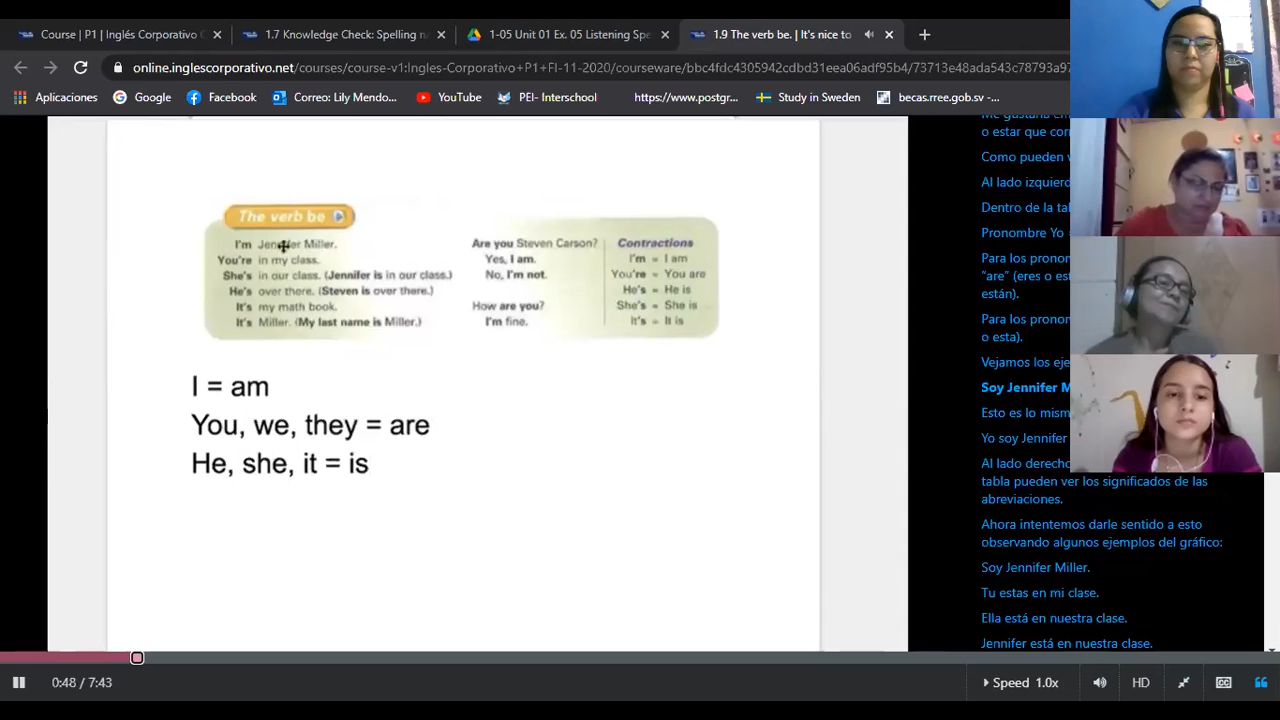 Course | P1 | Inglés Corporativo
1.7 Knowledge Check: Spelling n
1-05 Unit 01 Ex. 05 Listening Spe
1.9 The verb be. | It's nice to
online.inglescorporativo.net/courses/course-v1:Ingles-Corporativo+P1+FI-11-2020/courseware/bbc4fdc4305942cdbd31eea06adf95b4/73713e48ada543c78793a97
Aplicaciones
Google
Facebook
Correo: Lily Mendo...
YouTube
PEI- Interschool
https://www.postgr...
Study in Sweden
becas.rree.gob.sv -...
The verb be
I'm Jennifer Miller.
You're in my class.
She's in our class. (Jennifer is in our class.)
He's over there. (Steven is over there.)
It's my math book.
It's Miller. (My last name is Miller.)
Are you Steven Carson?
Yes, I am.
No, I'm not.
How are you?
I'm fine.
Contractions
I'm = I am
You're = You are
He's = He is
She's = She is
It's = It is
I = am
You, we, they = are
He, she, it = is
o estar que cor
Como pueden v
Al lado izquier
Dentro de la ta
Pronombre Yo
Para los pronom
"are" (eres o est
están).
Para los pronom
o esta).
Vejamos los eje
Soy Jennifer M
Esto es lo mism
Yo soy Jennifer
Al lado derech
tabla pueden ver los significados de las
abreviaciones.
Ahora intentemos darle sentido a esto
observando algunos ejemplos del gráfico:
Soy Jennifer Miller.
Tu estas en mi clase.
Ella está en nuestra clase.
Jennifer está en nuestra clase.
0:48 / 7:43
Speed 1.0x
HD
CC